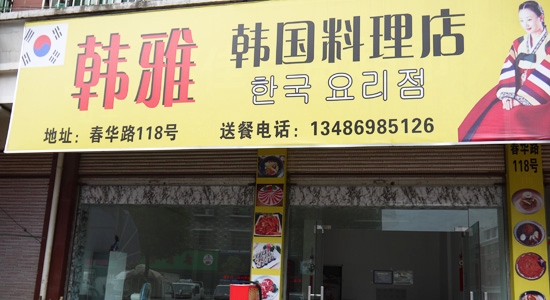 韩雅 韩国料理店
한국 요리점
地址：春华路118号 送餐电话：13486985126
春华路
118号